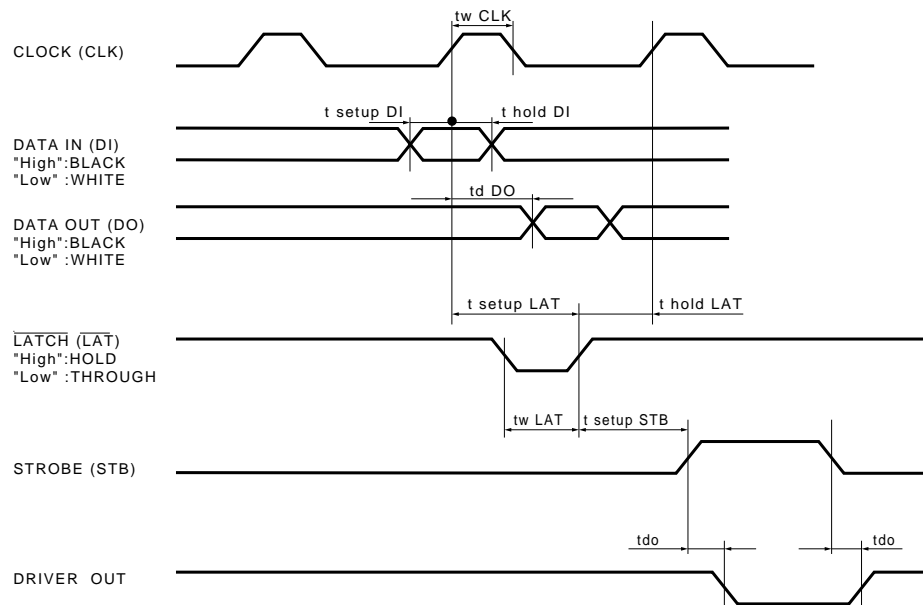 tw CLK
CLOCK (CLK)
t setup DI
t hold DI
DATA IN (DI)
"High":BLACK
"Low" :WHITE
td DO
DATA OUT (DO)
"High":BLACK
"Low" :WHITE
t setup LAT
t hold LAT
LATCH (LAT)
"High":HOLD
"Low" :THROUGH
tw LAT
t setup STB
STROBE (STB)
tdo
tdo
DRIVER OUT